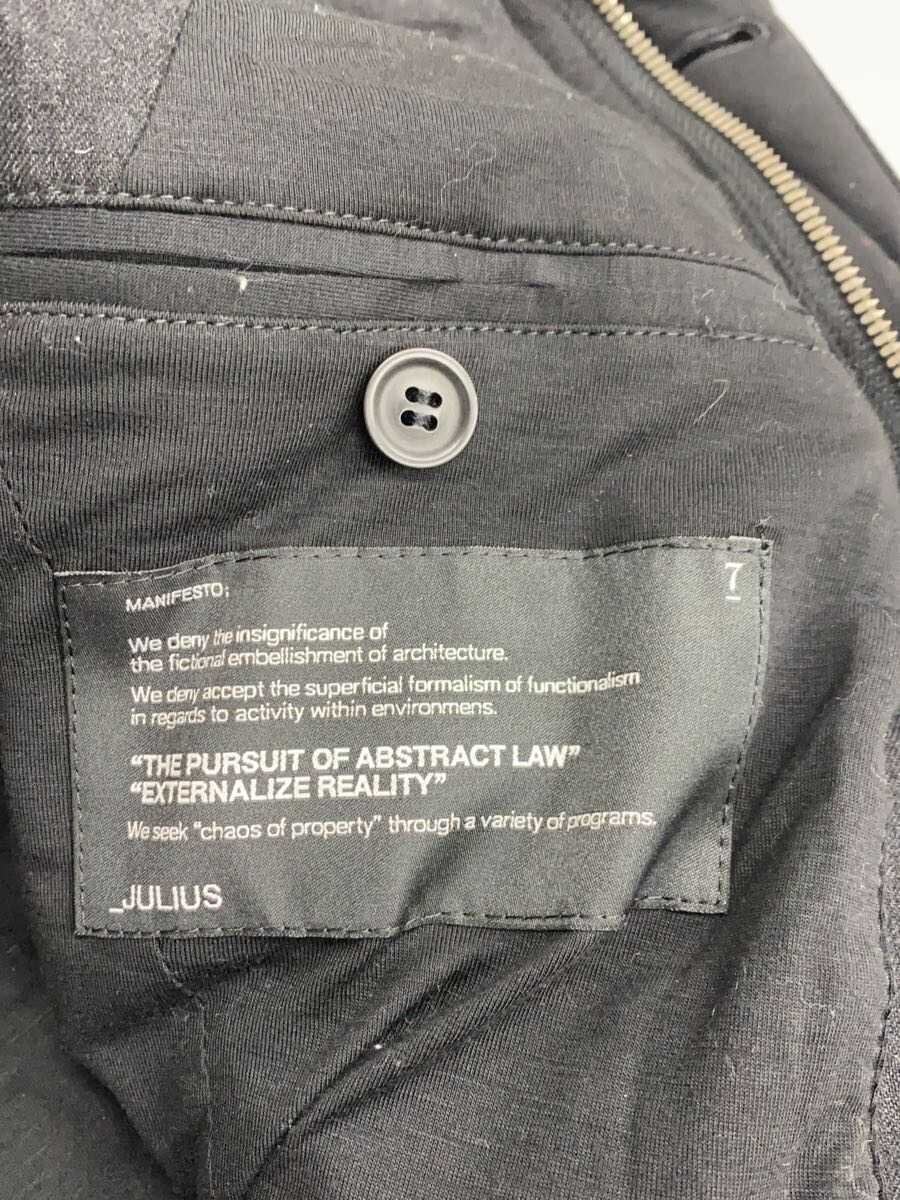 7
MANIFESTO;
We deny the insignificance of
the fictional embellishment of architecture.
We deny accept the superficial formalism of functionalism
in regards to activity within environmens.
“THE PURSUIT OF ABSTRACT LAW”
“EXTERNALIZE REALITY”
We seek “chaos of property” through a variety of programs.
_JULIUS